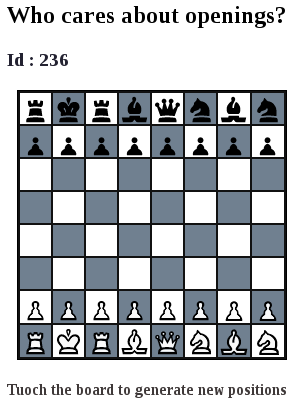 Who cares about openings?
Id : 236
Tuoch the board to generate new positions